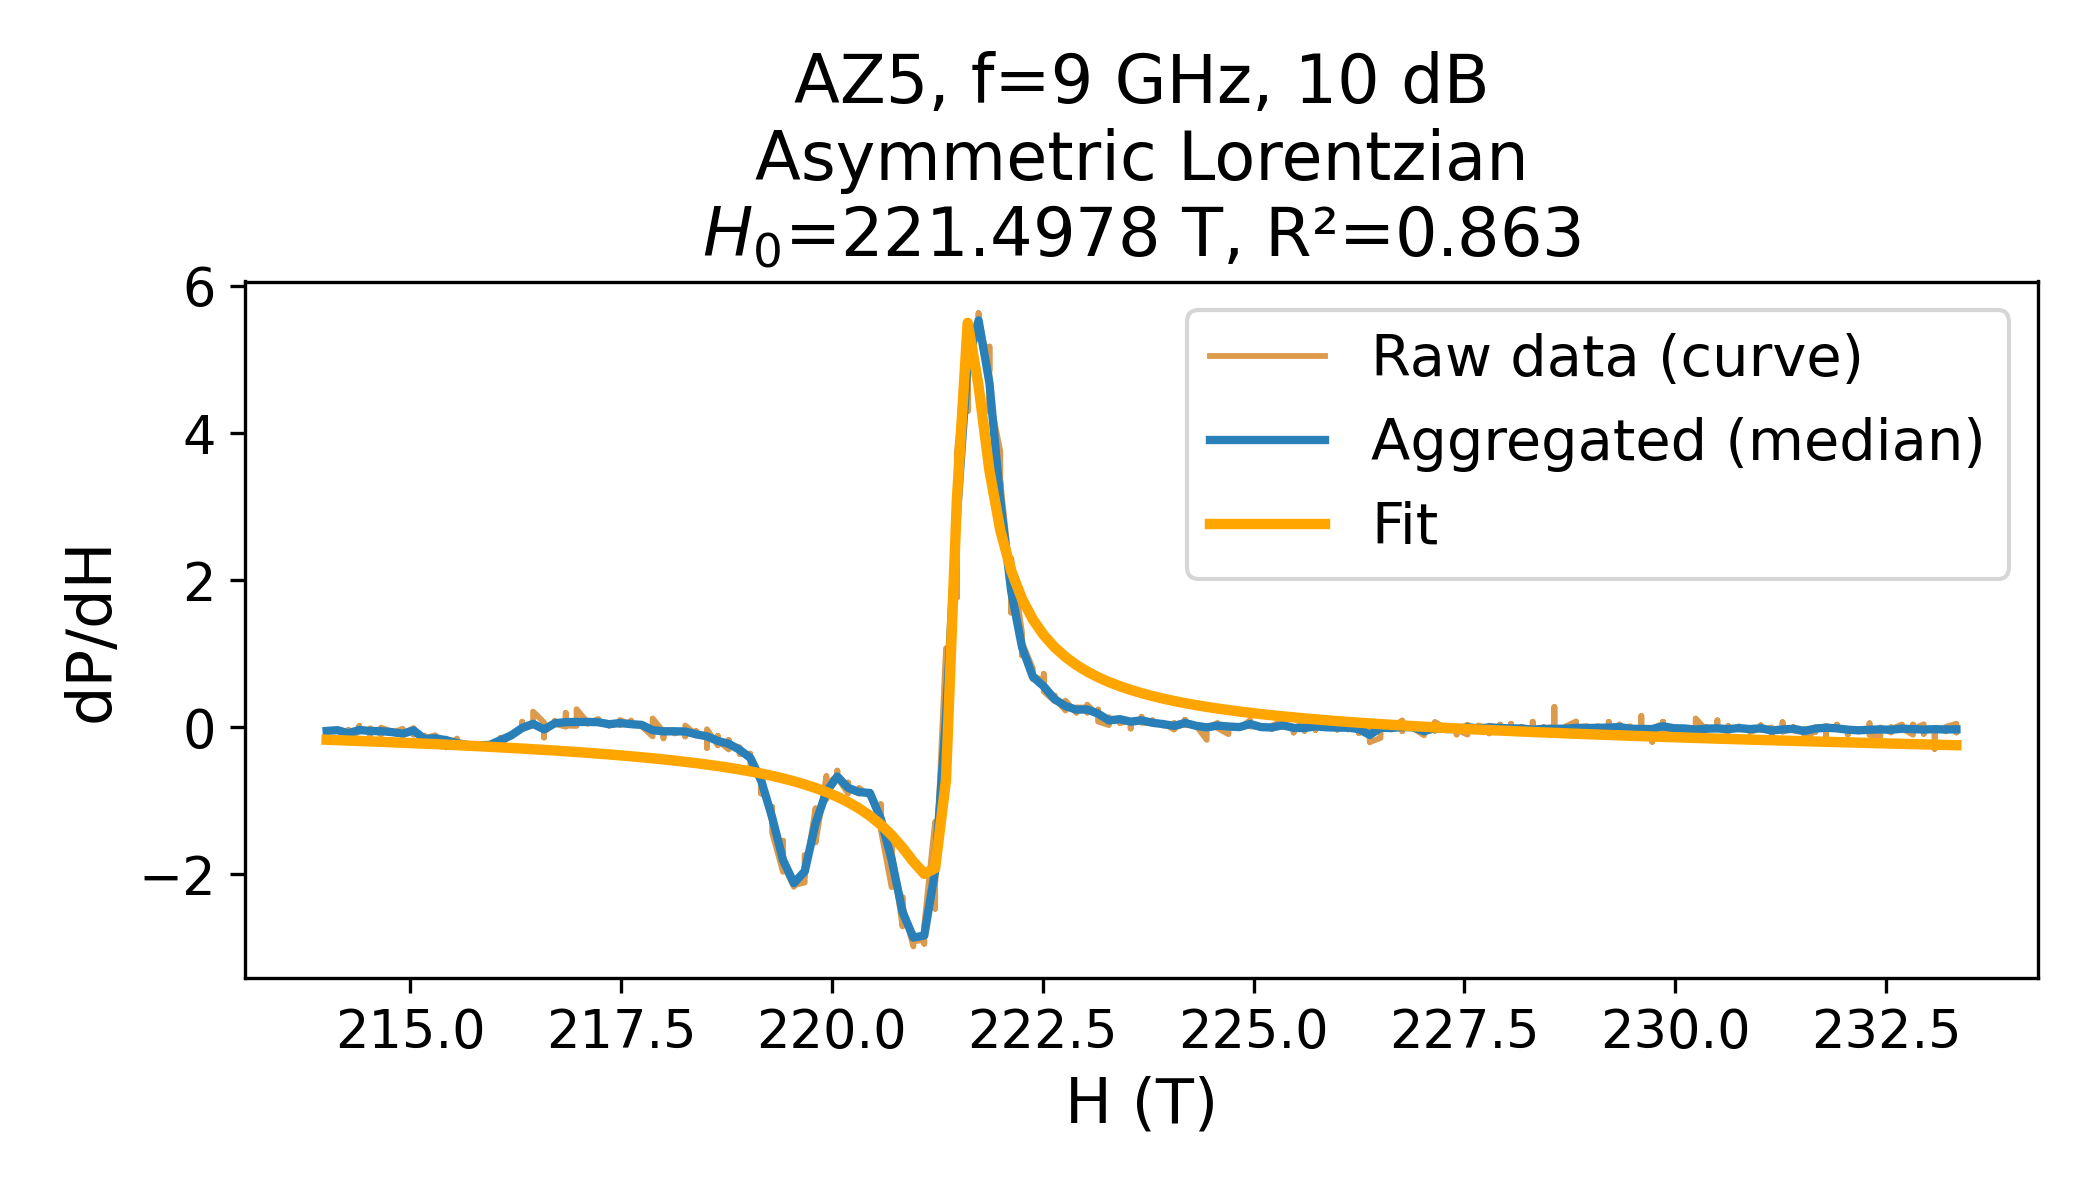 AZ5, f=9 GHz, 10 dB
Asymmetric Lorentzian
H₀=221.4978 T, R²=0.863
6
4
2
0
−2
dP/dH
Raw data (curve)
Aggregated (median)
Fit
215.0 217.5 220.0 222.5 225.0 227.5 230.0 232.5
H (T)